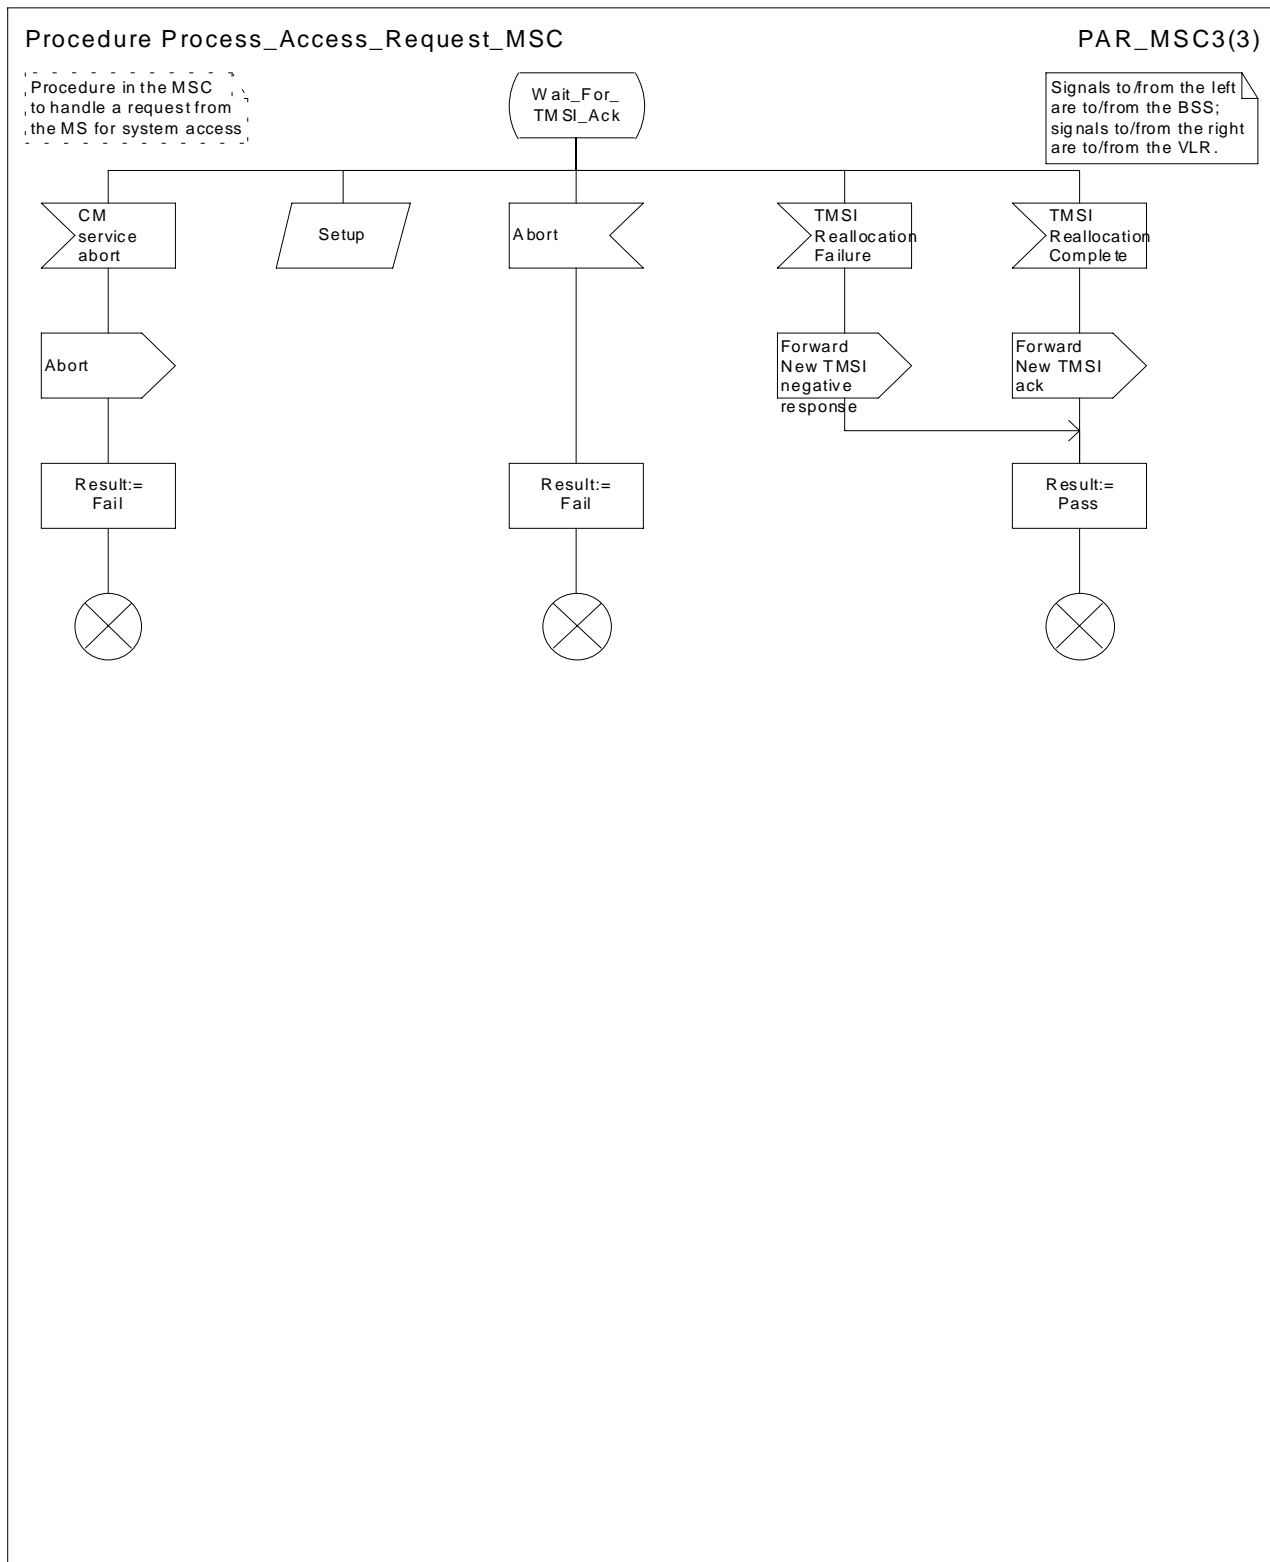 Procedure Process_Access_Request_MSC
PAR_MSC3(3)
Procedure in the MSC
to handle a request from
the MS for system access
Wait_For_
TMSI_Ack
Signals to/from the left
are to/from the BSS;
signals to/from the right
are to/from the VLR.
CM
service
abort
Setup
Abort
TMSI
Reallocation
Failure
TMSI
Reallocation
Complete
Abort
Forward
New TMSI
negative
response
Forward
New TMSI
ack
Result:=
Fail
Result:=
Fail
Result:=
Pass